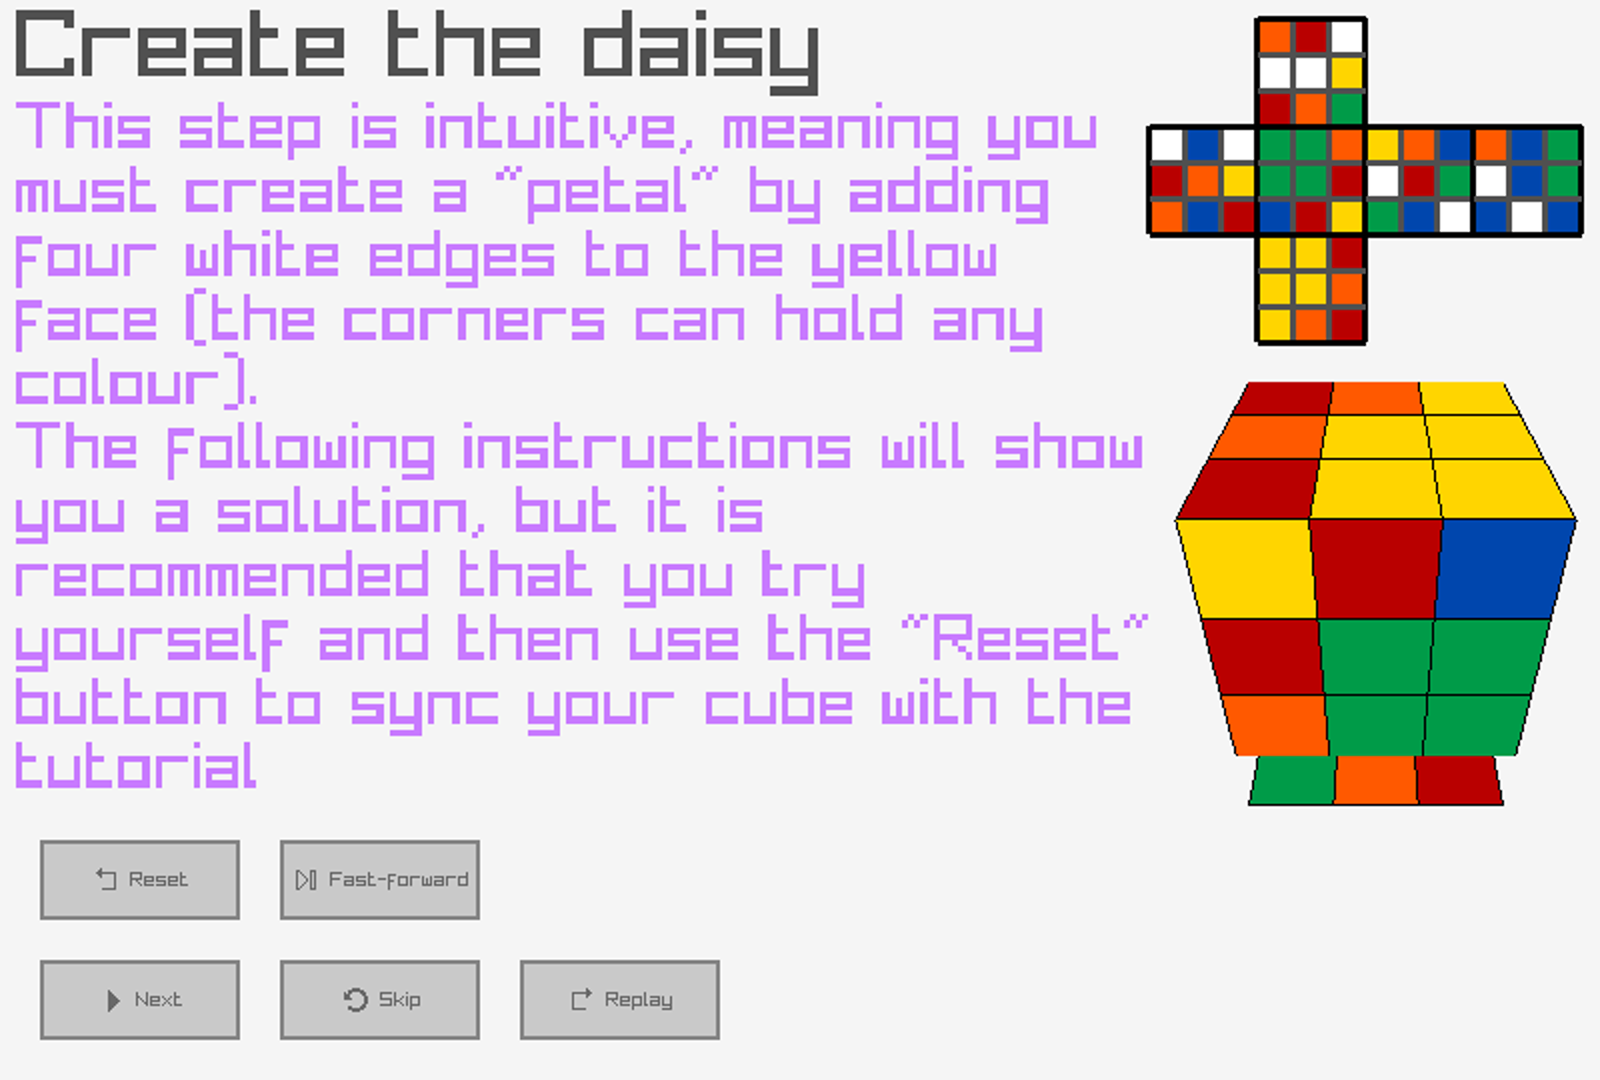 Create the daisy
This step is intuitive, meaning you
must create a "petal" by adding
four white edges to the yellow
face (the corners can hold any
colour).
The following instructions will show
you a solution, but it is
recommended that you try
yourself and then use the "Reset"
button to sync your cube with the
tutorial
Reset
Fast-forward
Next
Skip
Replay